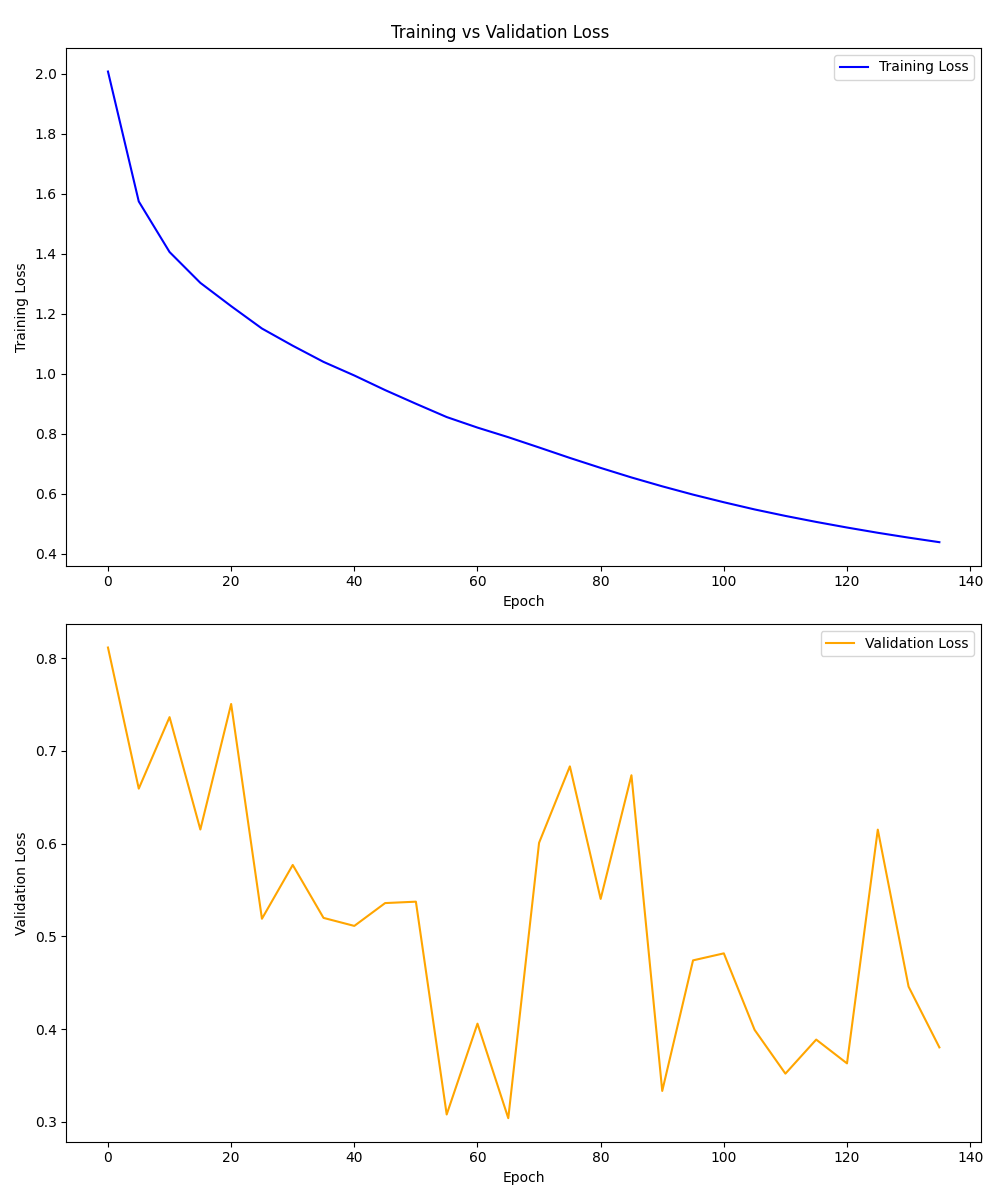 Training vs Validation Loss
Training Loss
2.0
1.8
1.6
1.4
1.2
1.0
0.8
0.6
0.4
Training Loss
0 20 40 60 80 100 120 140
Epoch
Validation Loss
0.8
0.7
0.6
0.5
0.4
0.3
Validation Loss
0 20 40 60 80 100 120 140
Epoch